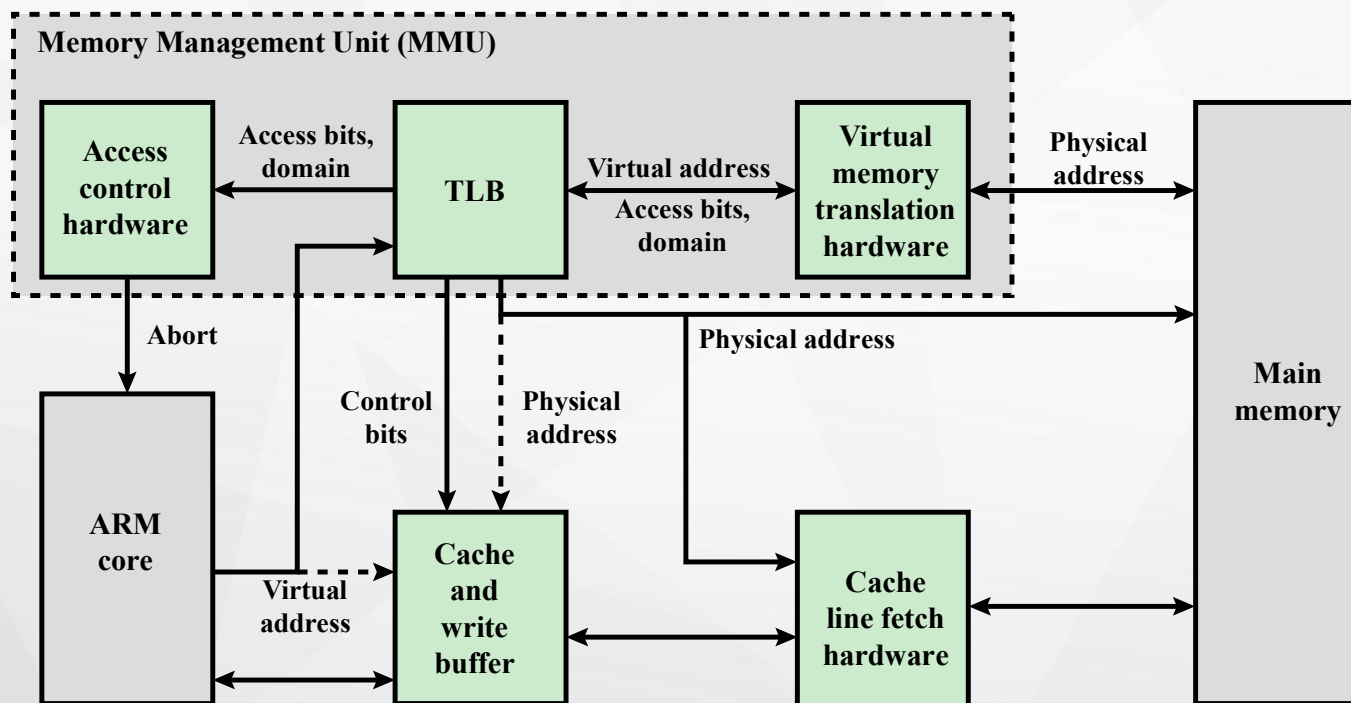 Memory Management Unit (MMU)
Access
control
hardware
Access bits,
domain
TLB
Virtual address
Access bits,
domain
Virtual
memory
translation
hardware
Physical
address
Abort
Physical address
Control
bits
Physical
address
Main
memory
ARM
core
Virtual
address
Cache
and
write
buffer
Cache
line fetch
hardware